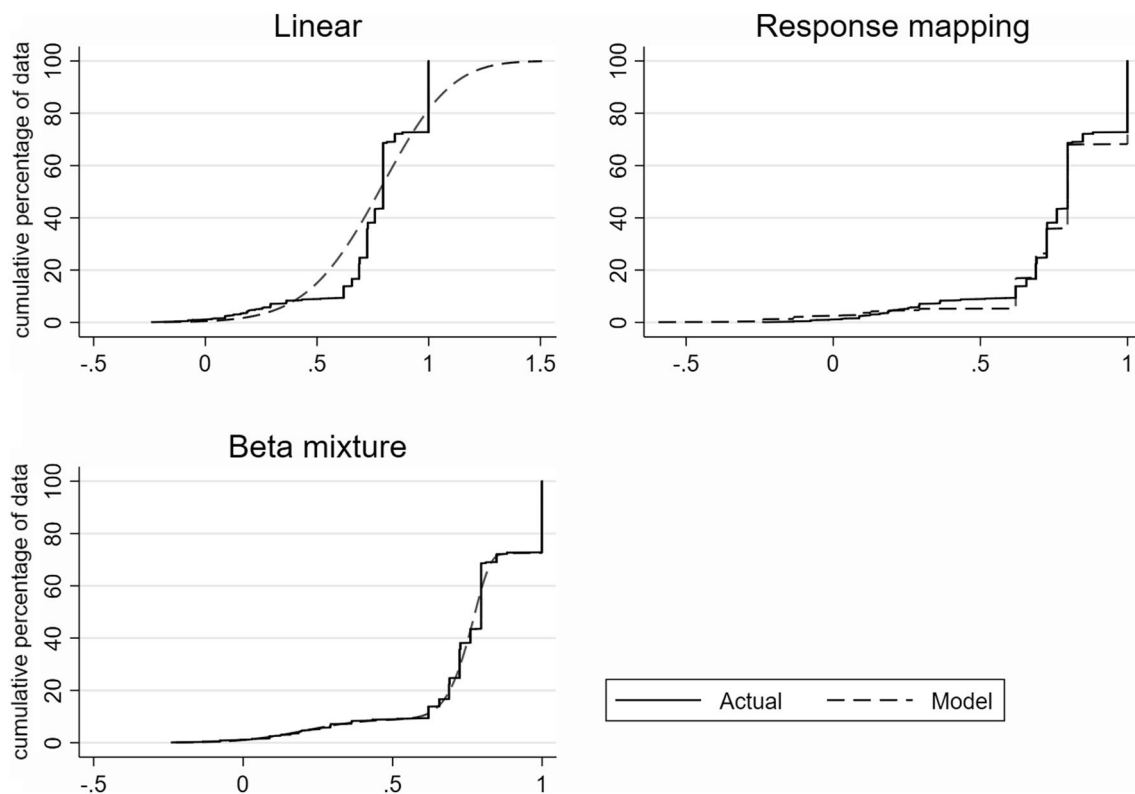 Linear
cumulative percentage of data
0 20 40 60 80 100
-.5 0 .5 1 1.5
Response mapping
0 20 40 60 80 100
-.5 0 .5 1
Beta mixture
cumulative percentage of data
0 20 40 60 80 100
-.5 0 .5 1
Actual Model